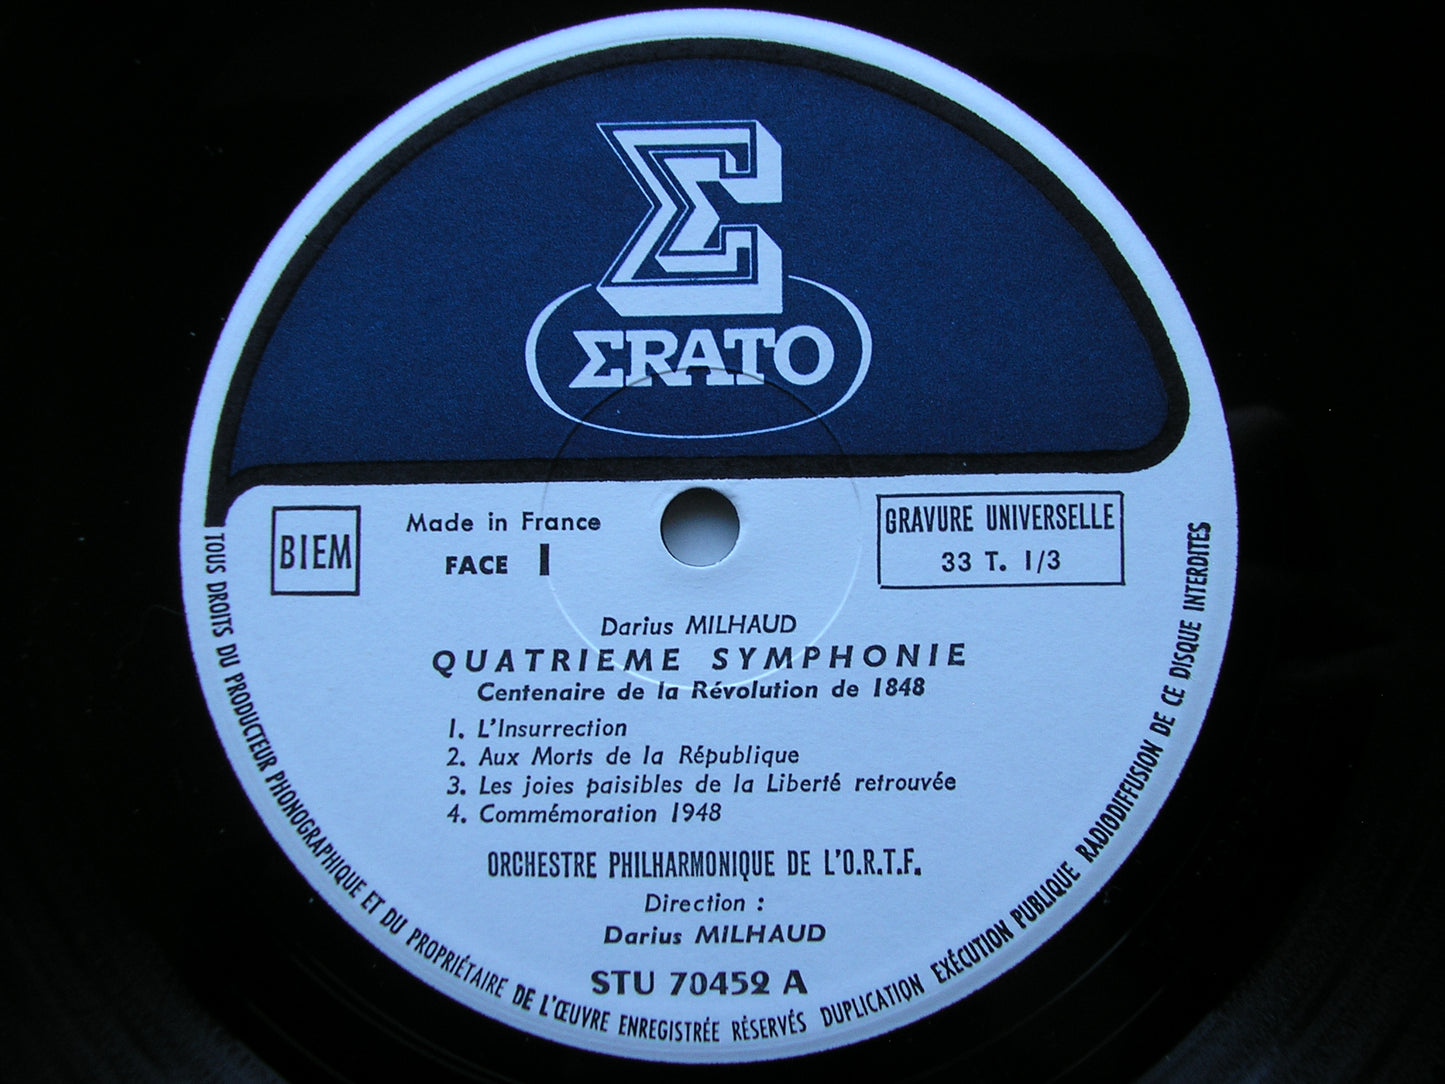 ΣRATO
BIEM
Made in France
FACE 1
GRAVURE UNIVERSELLE
33 T. 1/3
Darius MILHAUD
QUATRIEME SYMPHONIE
Centenaire de la Révolution de 1848
1. L'Insurrection
2. Aux Morts de la République
3. Les joies paisibles de la Liberté retrouvée
4. Commémoration 1948
ORCHESTRE PHILHARMONIQUE DE L'O.R.T.F.
Direction :
Darius MILHAUD
STU 70452 A
TOUS DROITS DU PRODUCTEUR PHONOGRAPHIQUE ET DU PROPRIÉTAIRE DE L'ŒUVRE ENREGISTRÉE RÉSERVÉS DUPLICATION EXÉCUTION PUBLIQUE RADIODIFFUSION DE CE DISQUE INTERDITES